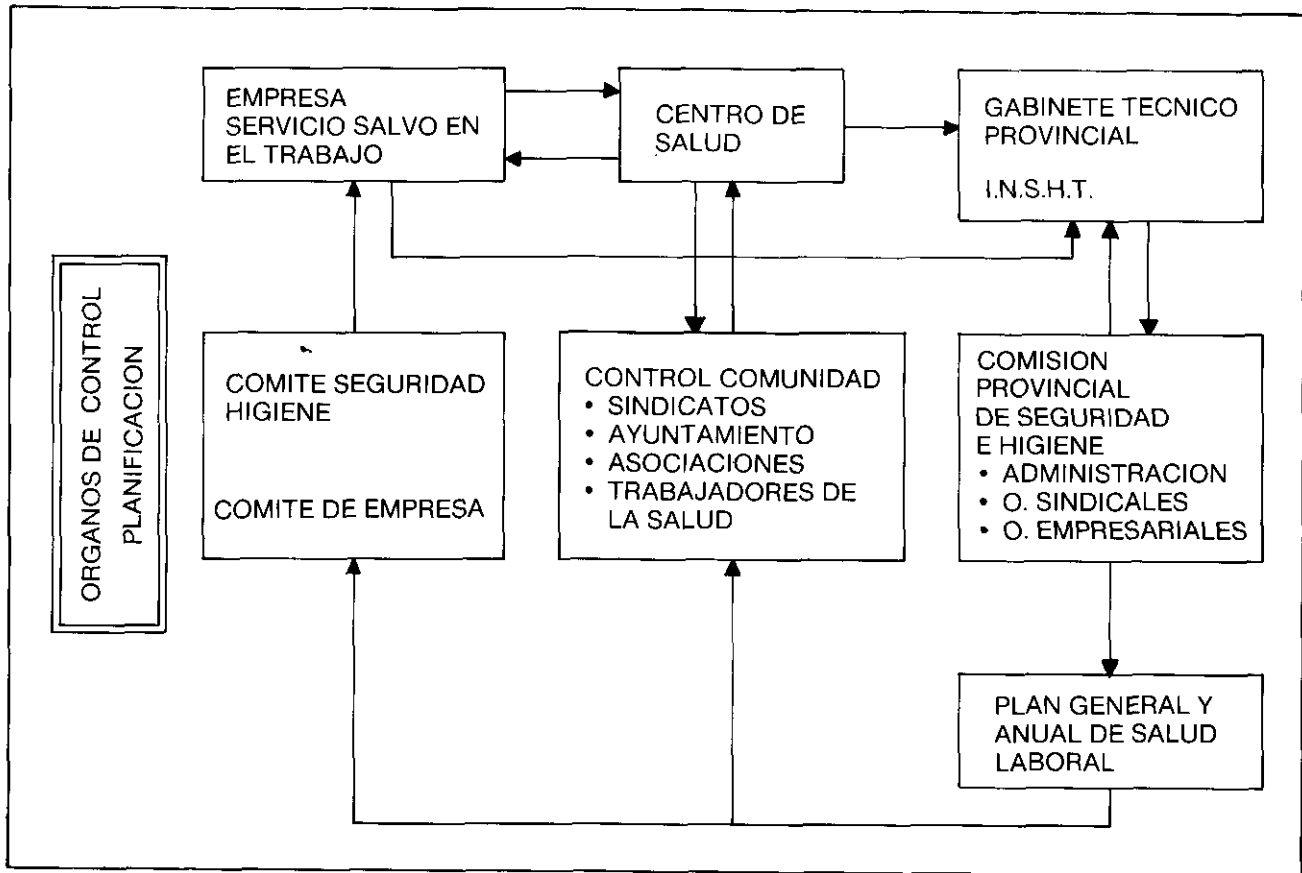 EMPRESA
SERVICIO SALVO EN
EL TRABAJO
CENTRO DE
SALUD
GABINETE TECNICO
PROVINCIAL
I.N.S.H.T.
ORGANOS DE CONTROL
PLANIFICACION
COMITE SEGURIDAD
HIGIENE
COMITE DE EMPRESA
CONTROL COMUNIDAD
• SINDICATOS
• AYUNTAMIENTO
• ASOCIACIONES
• TRABAJADORES DE
LA SALUD
COMISION
PROVINCIAL
DE SEGURIDAD
E HIGIENE
• ADMINISTRACION
• O. SINDICALES
• O. EMPRESARIALES
PLAN GENERAL Y
ANUAL DE SALUD
LABORAL